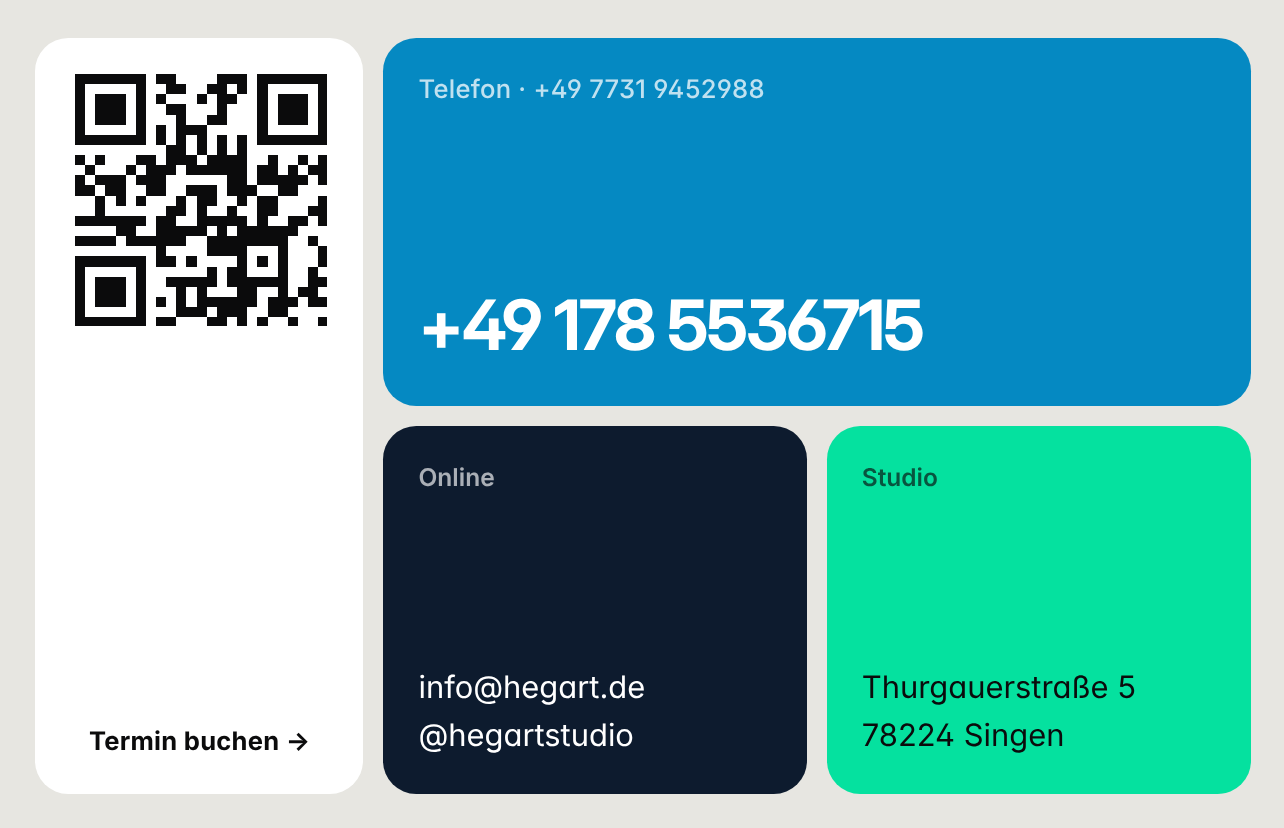 Telefon · +49 7731 9452988
+49 178 5536715
Online
info@hegart.de
@hegartstudio
Studio
Thurgauerstraße 5
78224 Singen
Termin buchen →